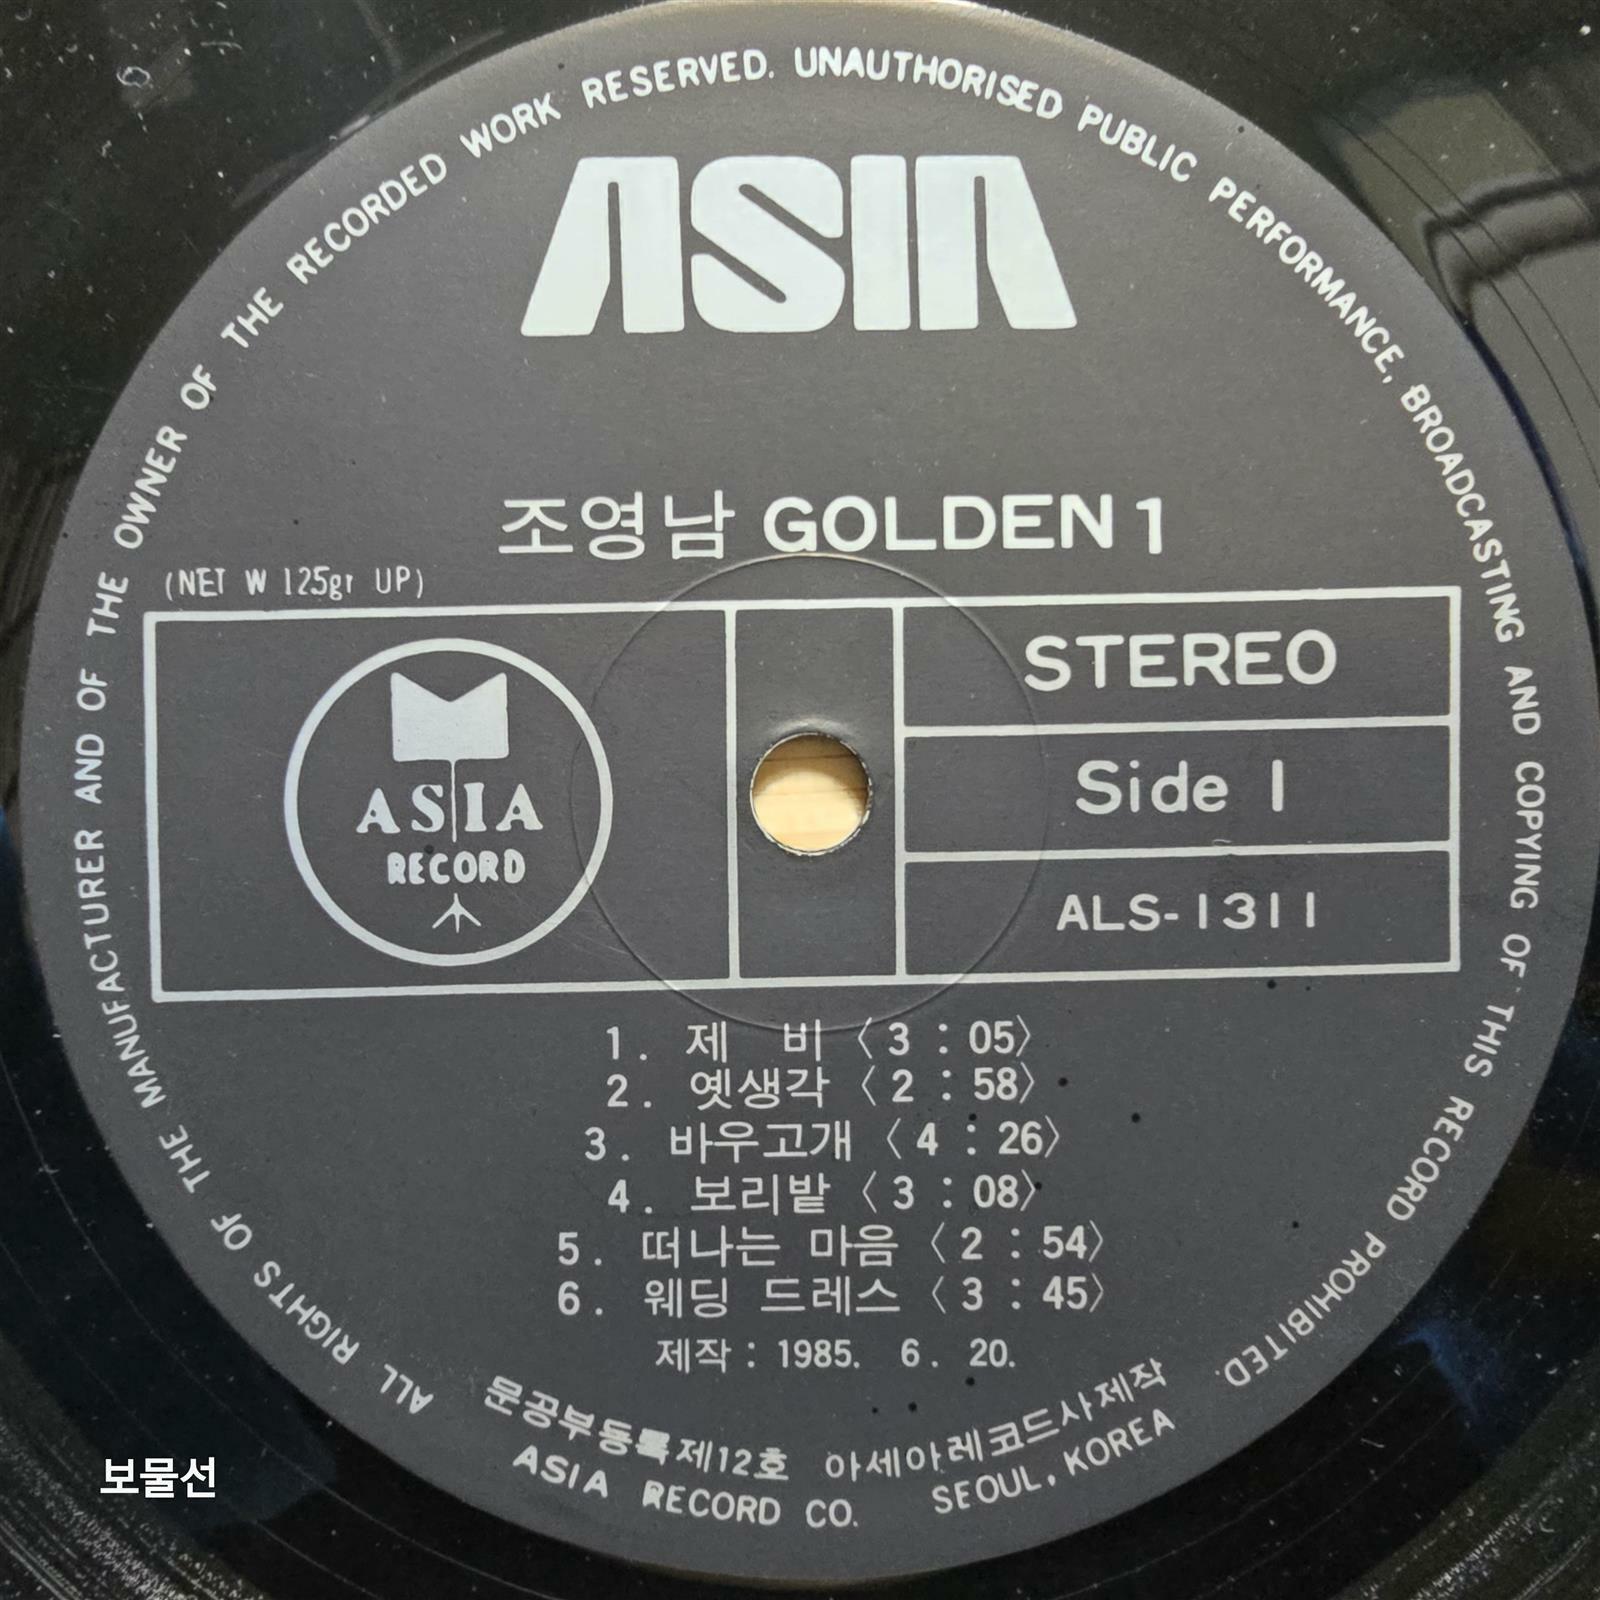 ALL RIGHTS OF THE MANUFACTURER AND OF THE OWNER OF THE RECORDED WORK RESERVED. UNAUTHORISED PUBLIC PERFORMANCE, BROADCASTING AND COPYING OF THIS RECORD PROHIBITED.
ASIA
조영남 GOLDEN 1
(NET W 125gr UP)
ASIA
RECORD
STEREO
Side 1
ALS-1311
1. 제 비 〈3 : 05〉
2. 옛생각 〈2 : 58〉
3. 바우고개 〈4 : 26〉
4. 보리밭 〈3 : 08〉
5. 떠나는 마음 〈2 : 54〉
6. 웨딩 드레스 〈3 : 45〉
제작 : 1985. 6. 20.
문공부등록제12호 아세아레코드사제작
ASIA RECORD CO. SEOUL, KOREA
보물선